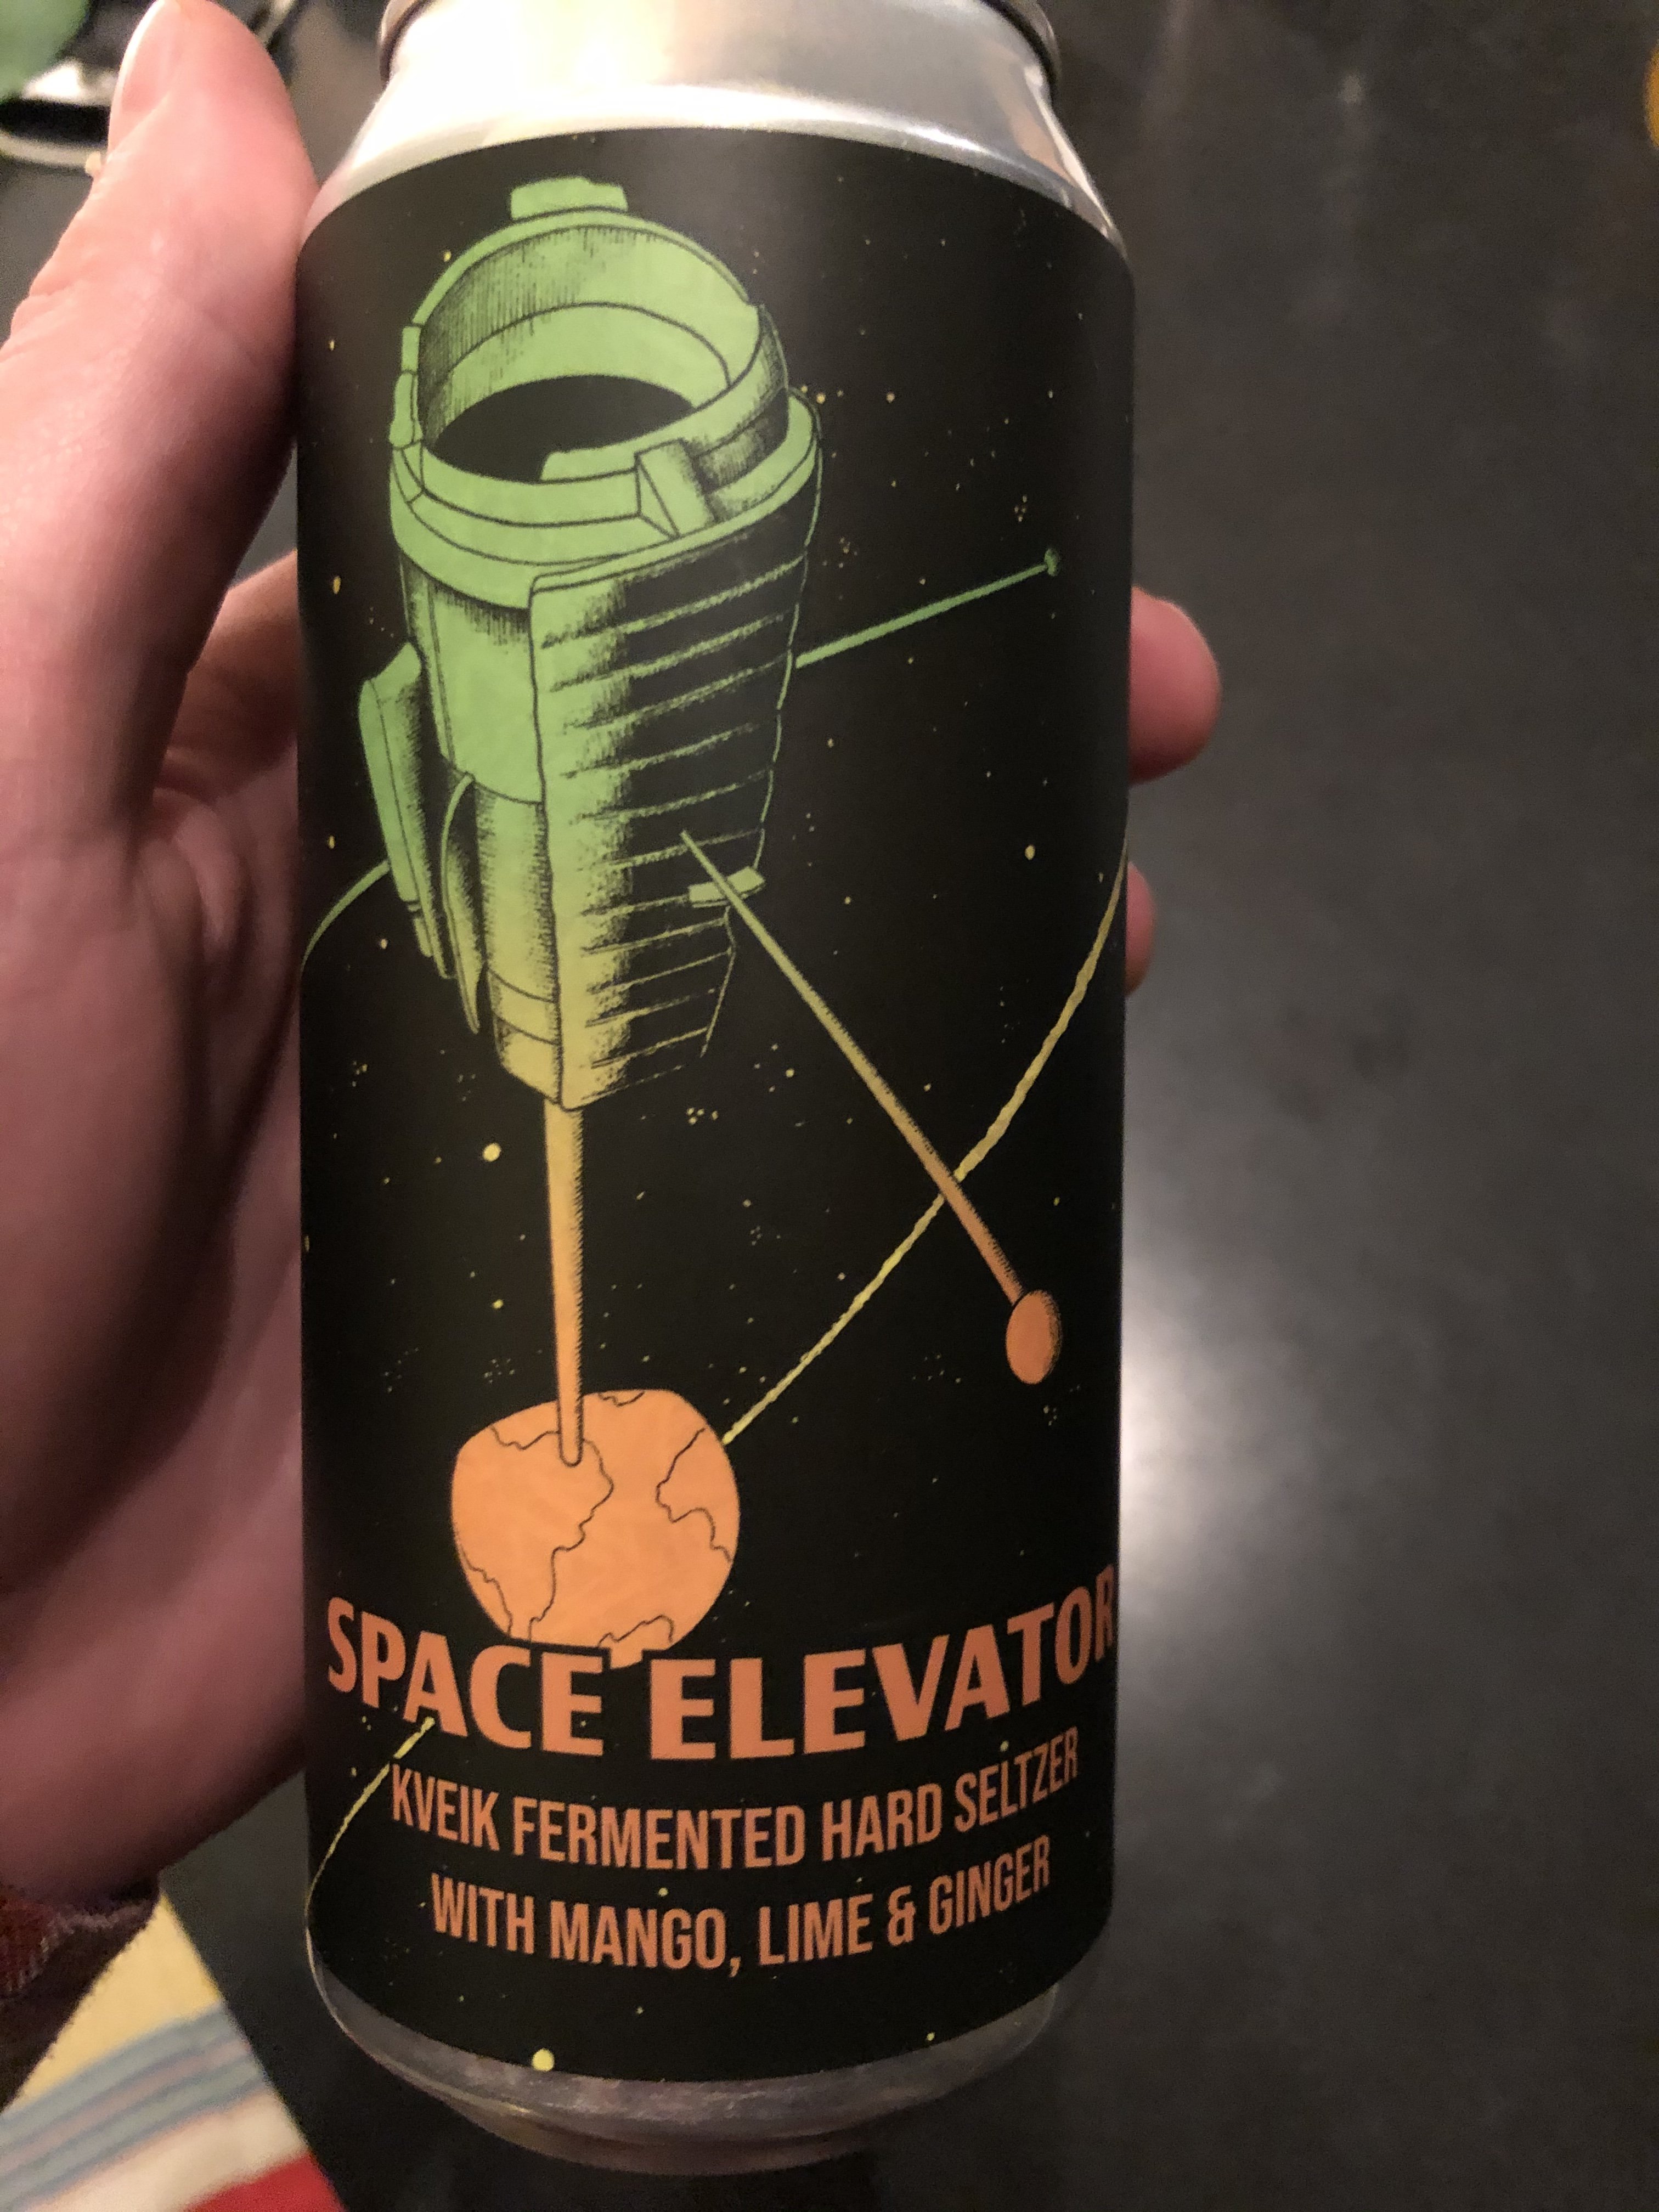 SPACE ELEVATOR
KVEIK FERMENTED HARD SELTZER
WITH MANGO, LIME & GINGER